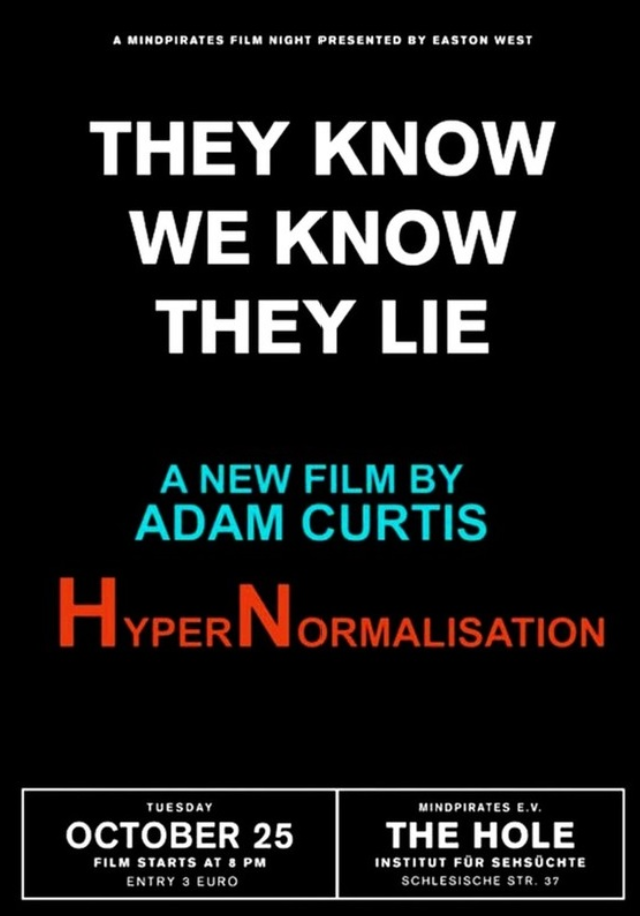 A MINDPIRATES FILM NIGHT PRESENTED BY EASTON WEST
THEY KNOW
WE KNOW
THEY LIE
A NEW FILM BY
ADAM CURTIS
HYPERNORMALISATION
TUESDAY
OCTOBER 25
FILM STARTS AT 8 PM
ENTRY 3 EURO
MINDPIRATES E.V.
THE HOLE
INSTITUT FÜR SEHSÜCHTE
SCHLESISCHE STR. 37